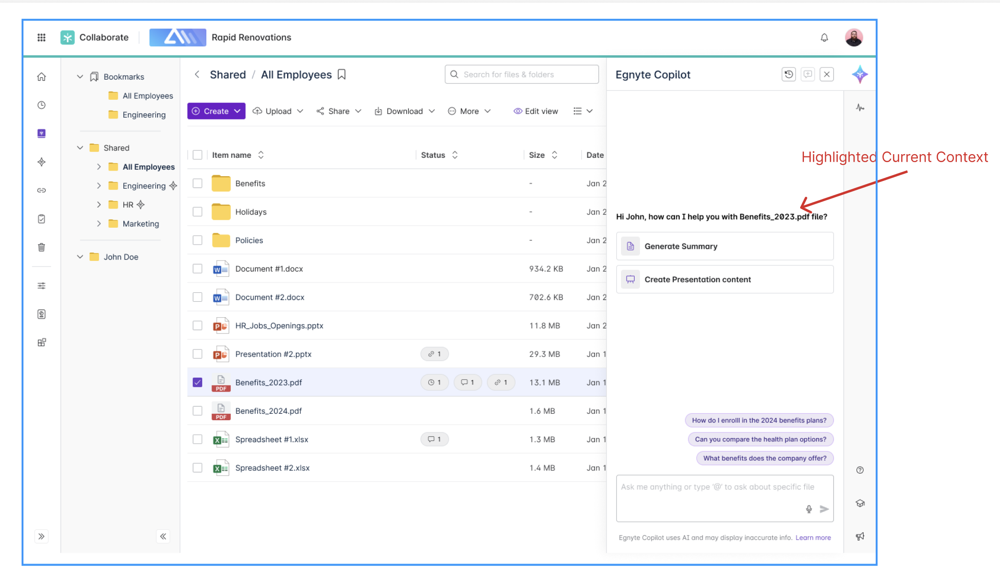 Collaborate
Rapid Renovations
Bookmarks
All Employees
Engineering
Shared
All Employees
Engineering
HR
Marketing
John Doe
Shared / All Employees
Search for files & folders
Create
Upload
Share
Download
More
Edit view
Item name Status Size Date
Benefits - Jan 2
Holidays - Jan 2
Policies - Jan 2
W Document #1.docx 934.2 KB Jan 2
W Document #2.docx 702.6 KB Jan 2
P HR_Jobs_Openings.pptx 11.8 MB Jan 2
P Presentation #2.pptx 1 29.3 MB Jan 1
PDF Benefits_2023.pdf 1 1 1 13.1 MB Jan 1
PDF Benefits_2024.pdf 1.6 MB Jan 1
X Spreadsheet #1.xlsx 1 1.3 MB Jan 1
X Spreadsheet #2.xlsx 1.4 MB Jan 1
Egnyte Copilot
Highlighted Current Context
Hi John, how can I help you with Benefits_2023.pdf file?
Generate Summary
Create Presentation content
How do I enrolll in the 2024 benefits plans?
Can you compare the health plan options?
What benefits does the company offer?
Ask me anything or type '@' to ask about specific file
Egnyte Copilot uses AI and may display inaccurate info. Learn more